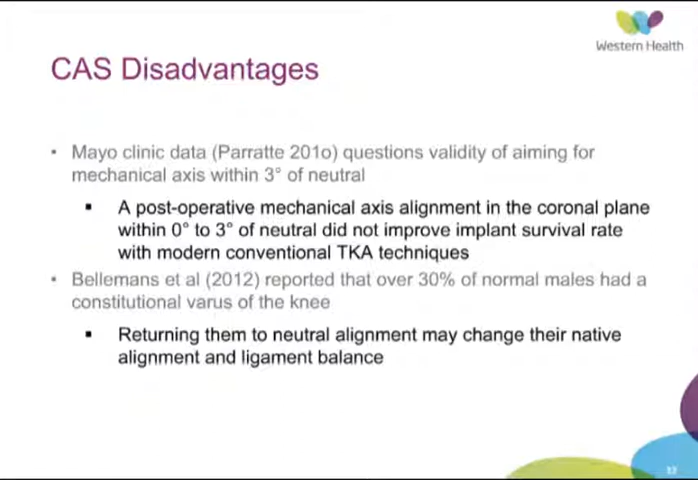 Western Health
CAS Disadvantages
• Mayo clinic data (Parratte 201o) questions validity of aiming for
mechanical axis within 3° of neutral
▪ A post-operative mechanical axis alignment in the coronal plane
within 0° to 3° of neutral did not improve implant survival rate
with modern conventional TKA techniques
• Bellemans et al (2012) reported that over 30% of normal males had a
constitutional varus of the knee
▪ Returning them to neutral alignment may change their native
alignment and ligament balance